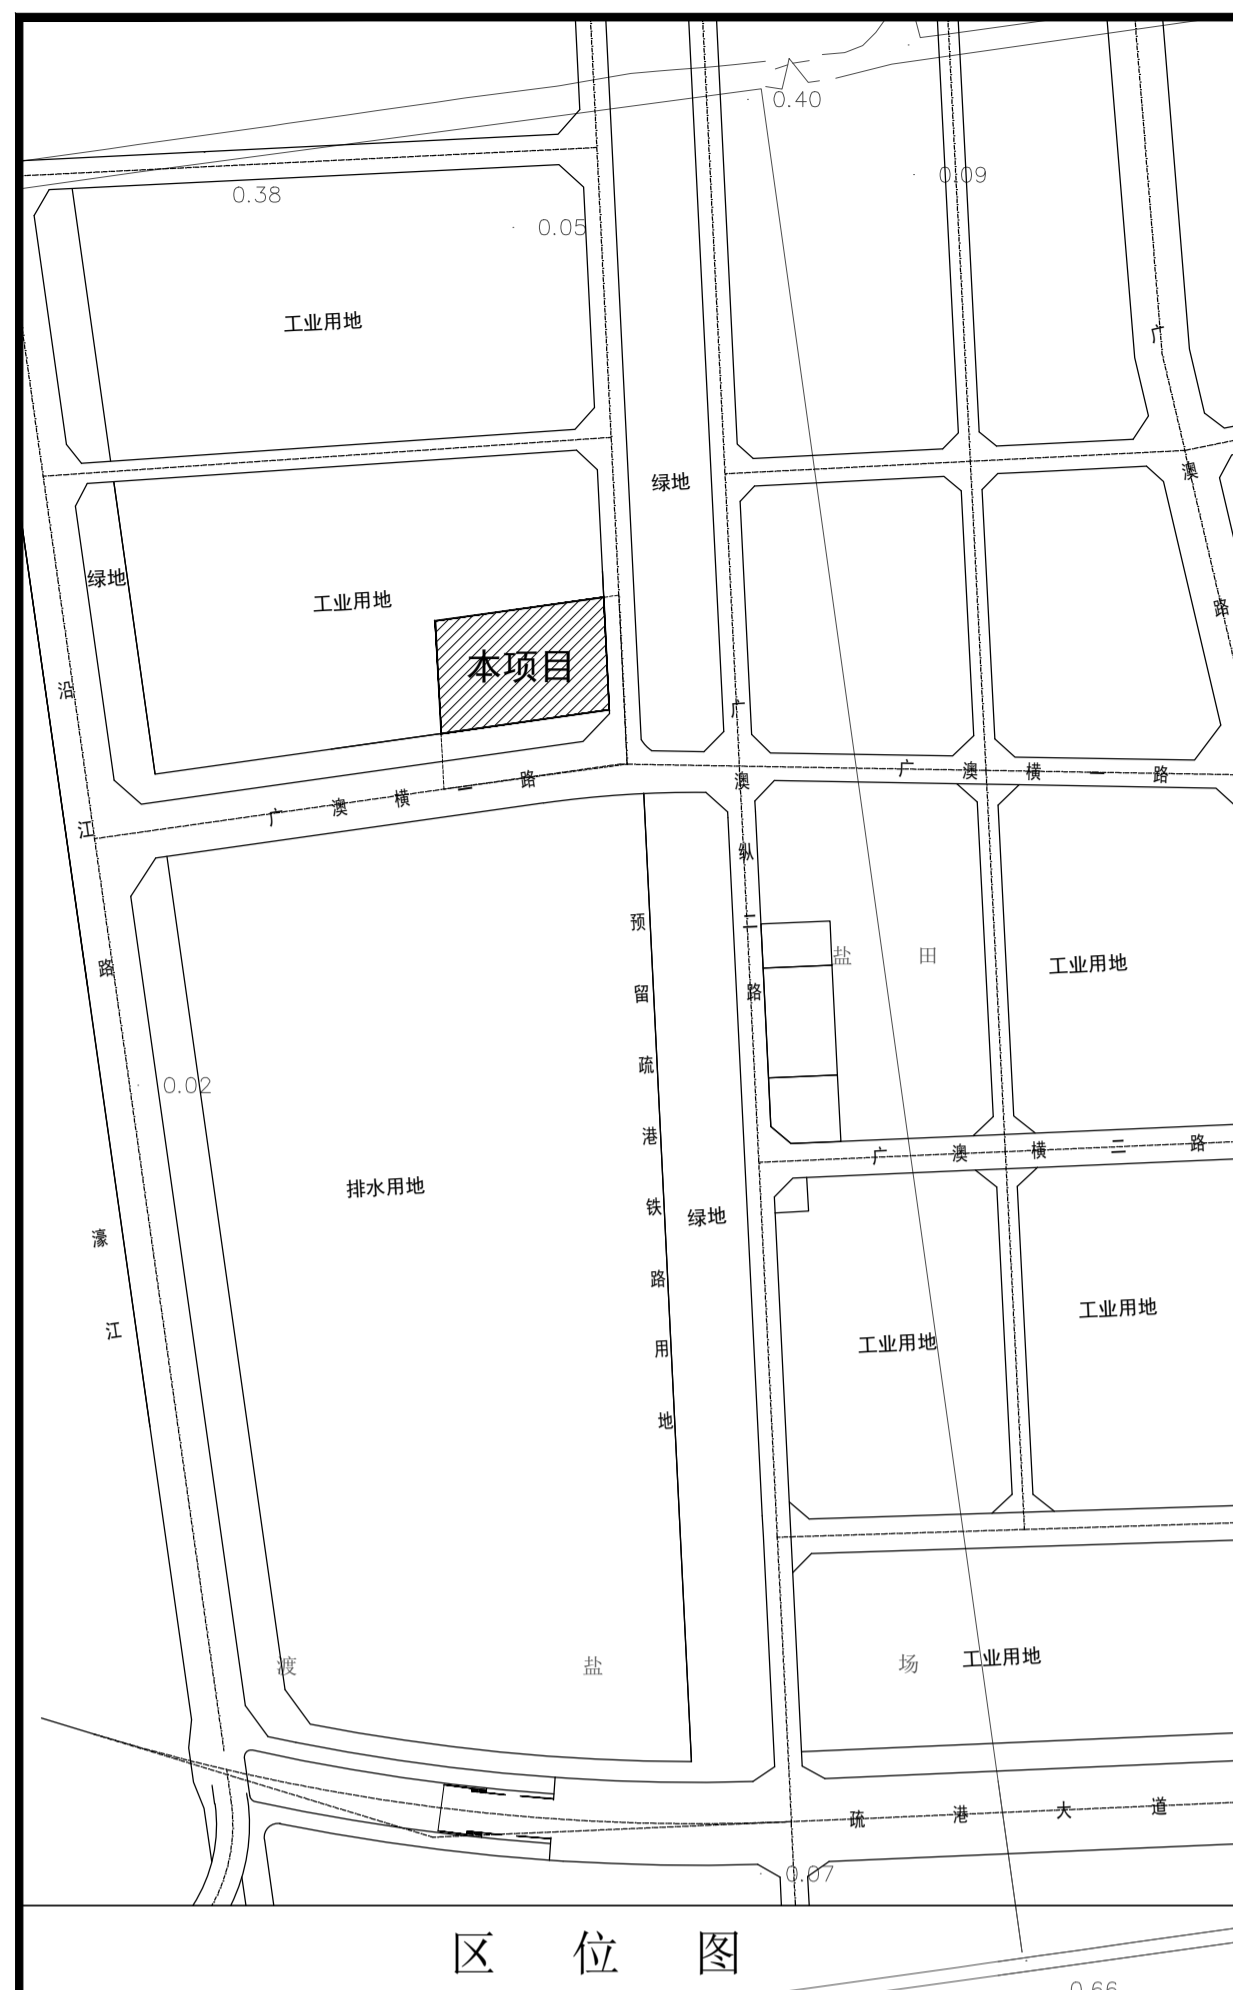 0.40
0.09
0.38
0.05
工业用地
广澳路
绿地
绿地
工业用地
本项目
沿江路
广澳横一路
广澳横一路
广澳纵二路
预留疏港铁路用地
盐田
工业用地
0.02
广澳横二路
排水用地
绿地
濠江
工业用地
工业用地
渡盐场
工业用地
疏港大道
0.07
区位图
0.66